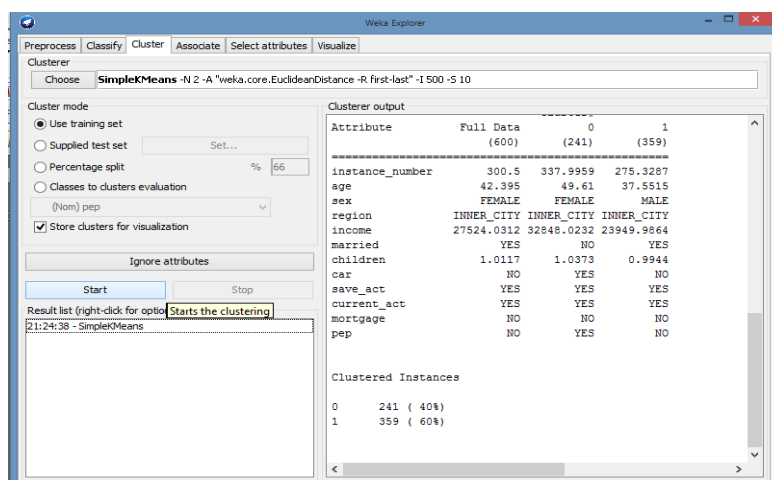 Weka Explorer
Preprocess Classify Cluster Associate Select attributes Visualize
Clusterer
Choose SimpleKMeans -N 2 -A "weka.core.EuclideanDistance -R first-last" -I 500 -S 10
Cluster mode
Use training set
Supplied test set Set...
Percentage split % 66
Classes to clusters evaluation
(Nom) pep
Store clusters for visualization
Ignore attributes
Start Stop
Result list (right-click for optio
Starts the clustering
21:24:38 - SimpleKMeans
Clusterer output
Attribute Full Data 0 1
(600) (241) (359)
==================================================
instance_number 300.5 337.9959 275.3287
age 42.395 49.61 37.5515
sex FEMALE FEMALE MALE
region INNER_CITY INNER_CITY INNER_CITY
income 27524.0312 32848.0232 23949.9864
married YES NO YES
children 1.0117 1.0373 0.9944
car NO YES NO
save_act YES YES YES
current_act YES YES YES
mortgage NO NO NO
pep NO YES NO
Clustered Instances
0 241 ( 40%)
1 359 ( 60%)